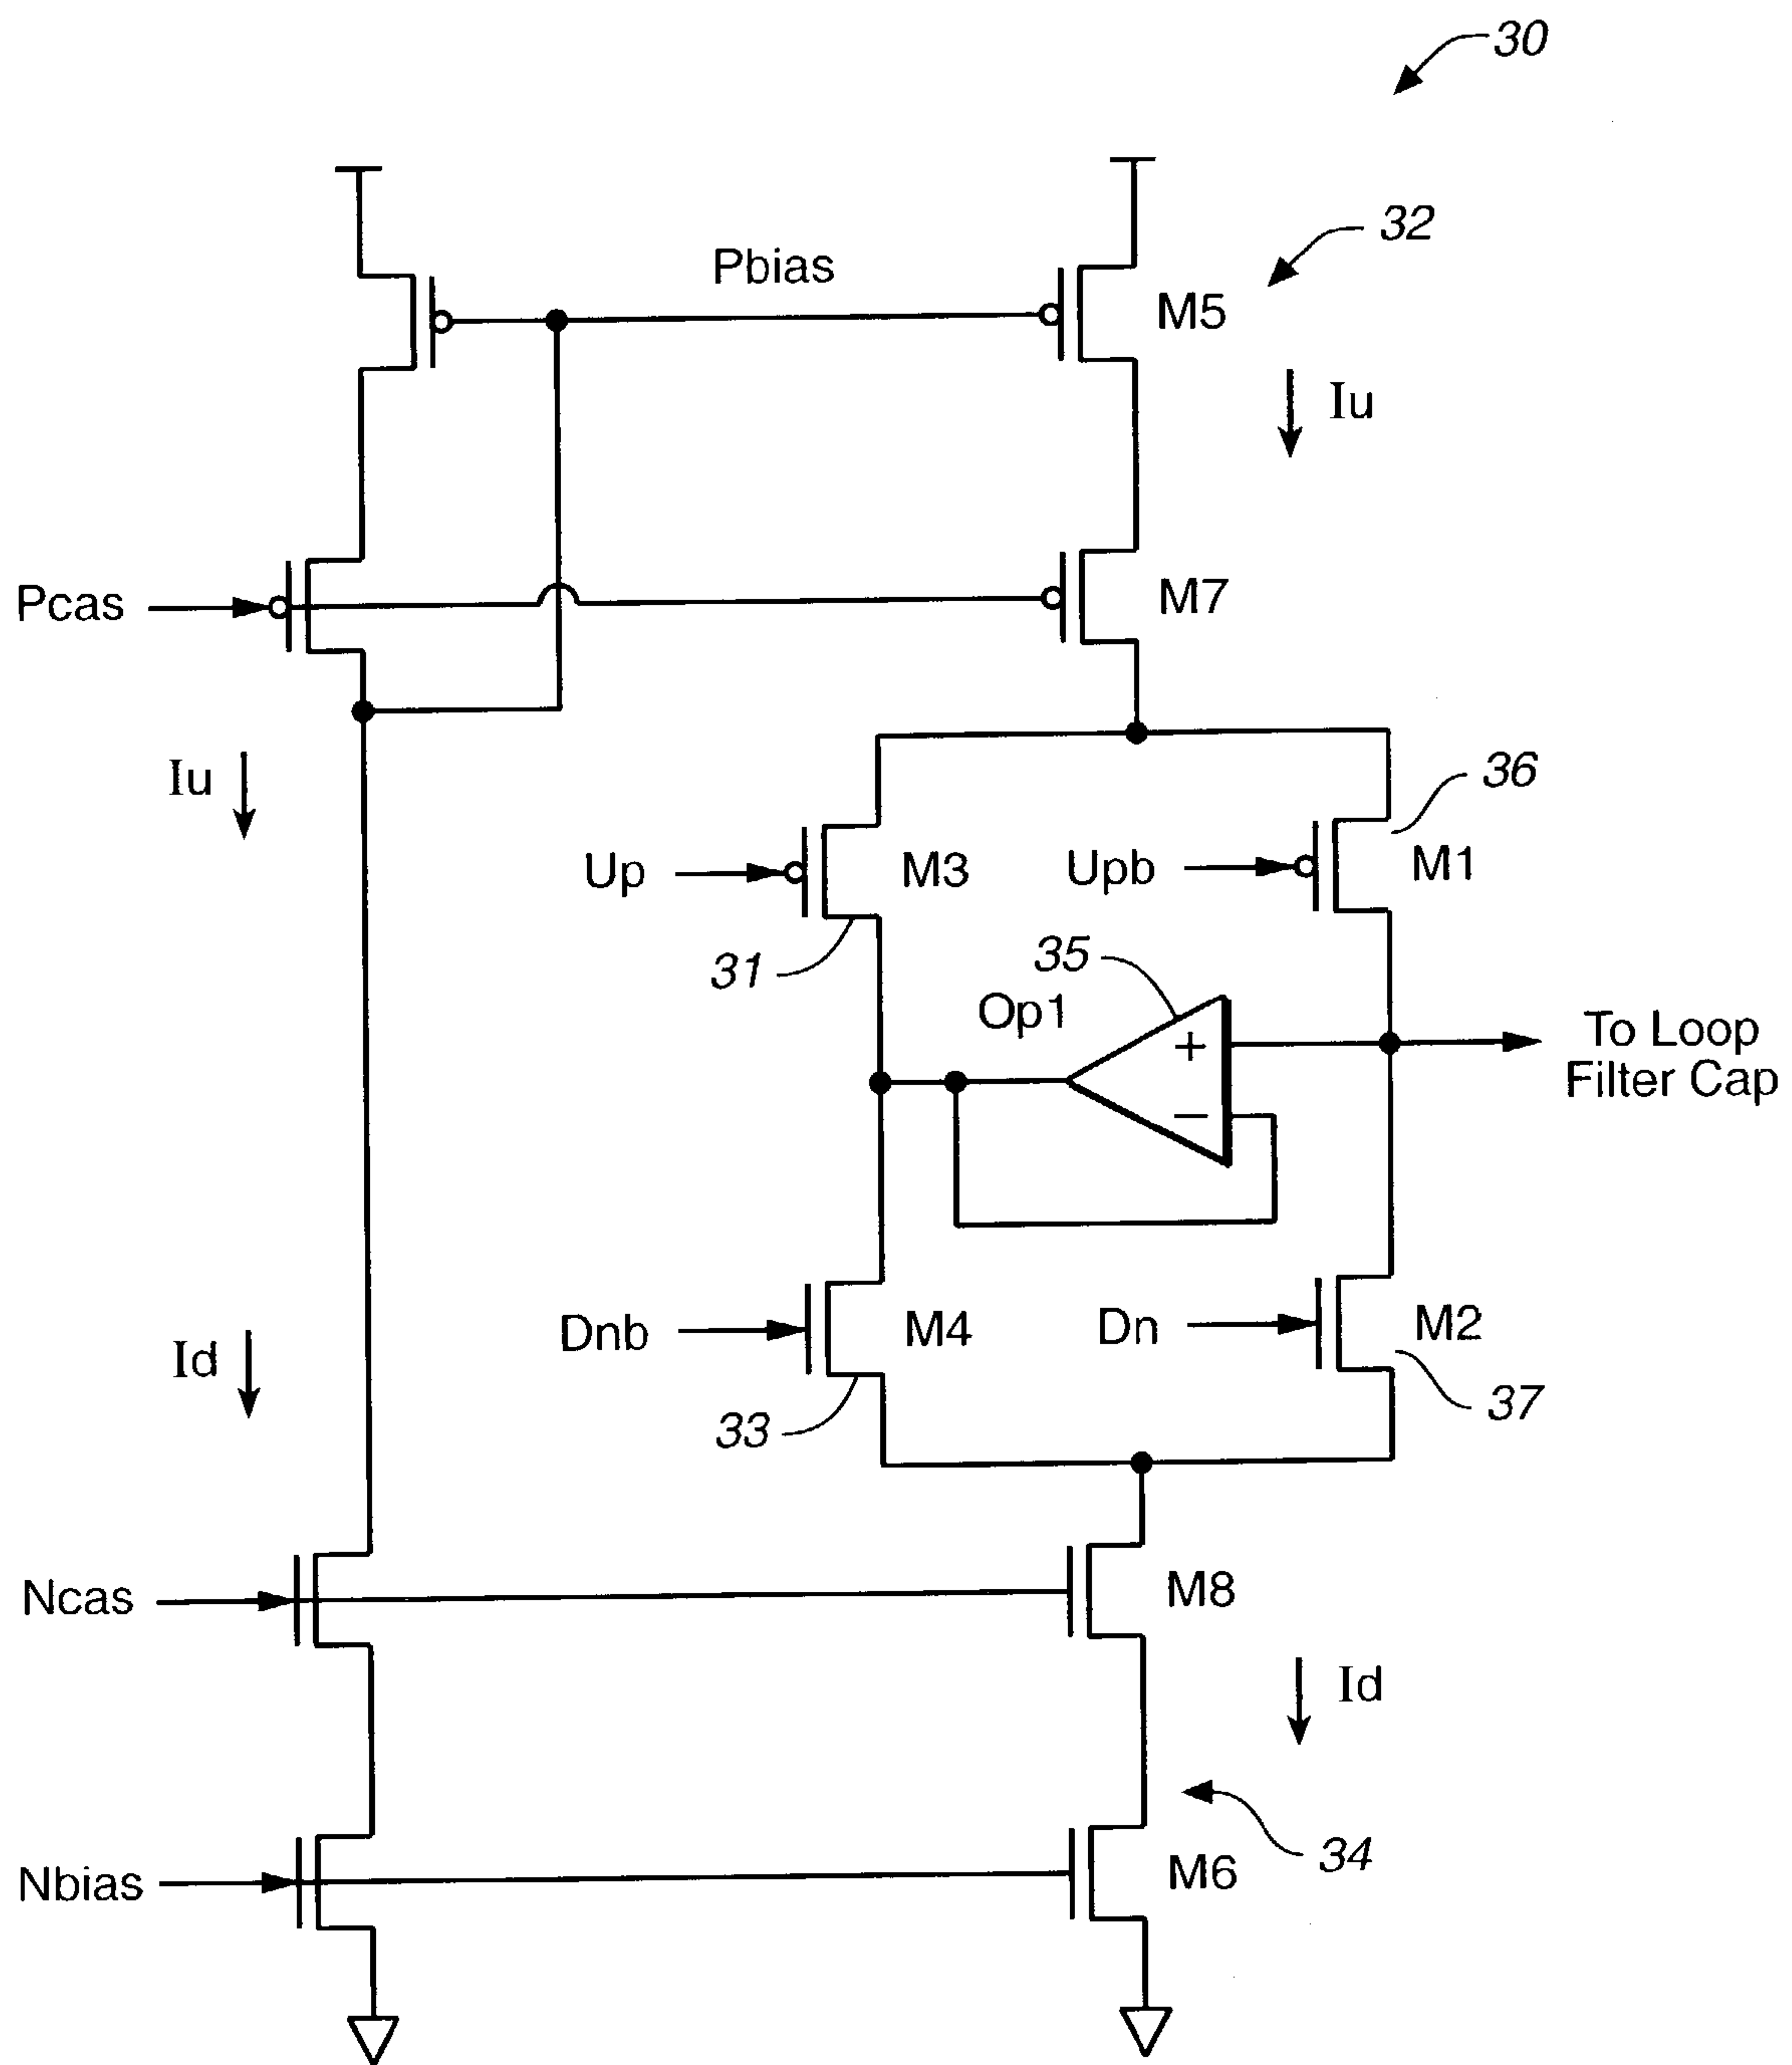 30
32
Pbias
M5
Iu
Pcas
M7
Iu
36
Up
M3
Upb
M1
31
35
Op1
+
−
To Loop
Filter Cap
Id
Dnb
M4
Dn
M2
33
37
Ncas
M8
Id
Nbias
M6
34